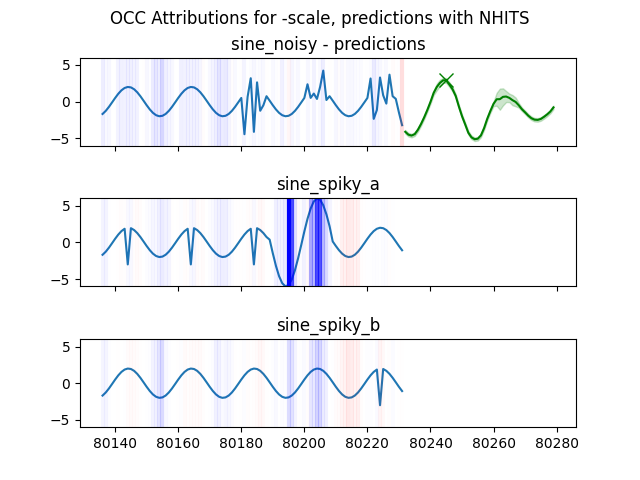 OCC Attributions for -scale, predictions with NHITS
sine_noisy - predictions
5
0
−5
sine_spiky_a
5
0
−5
sine_spiky_b
5
0
−5
80140 80160 80180 80200 80220 80240 80260 80280